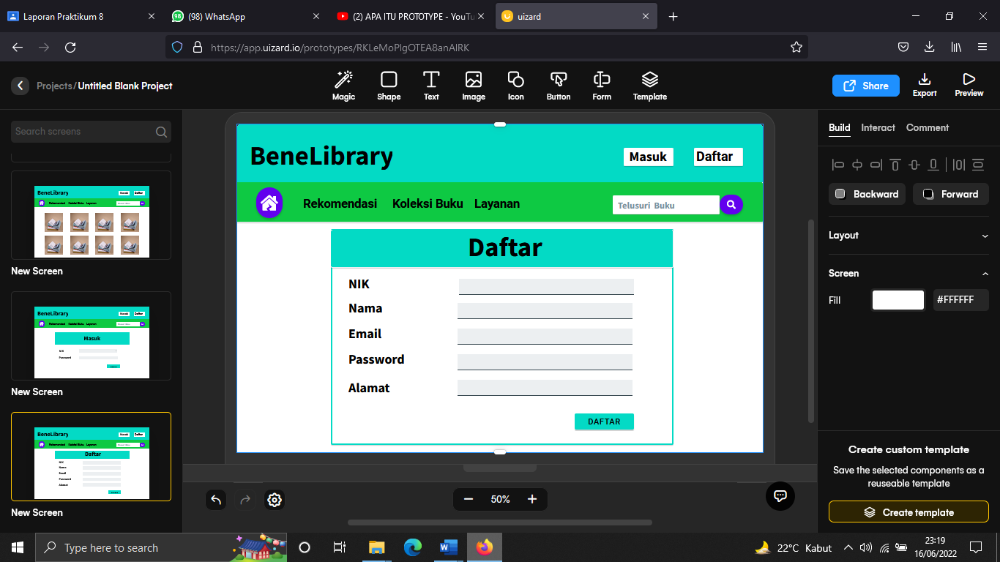 Laporan Praktikum 8
(98) WhatsApp
(2) APA ITU PROTOTYPE - YouTu
uizard
https://app.uizard.io/prototypes/RKLeMoPlgOTEA8anAlRK
Projects/Untitled Blank Project
Magic
Shape
Text
Image
Icon
Button
Form
Template
Share
Export
Preview
Search screens
BeneLibrary
Masuk
Daftar
Rekomendasi
Koleksi Buku
Layanan
New Screen
BeneLibrary
Masuk
Daftar
Rekomendasi
Koleksi Buku
Layanan
Masuk
NIK
Password
New Screen
BeneLibrary
Masuk
Daftar
Rekomendasi
Koleksi Buku
Layanan
Daftar
NIK
Nama
Email
Password
Alamat
New Screen
BeneLibrary
Masuk
Daftar
Rekomendasi
Koleksi Buku
Layanan
Telusuri Buku
Daftar
NIK
Nama
Email
Password
Alamat
DAFTAR
50%
Build
Interact
Comment
Backward
Forward
Layout
Screen
Fill
#FFFFFF
Create custom template
Save the selected components as a
reuseable template
Create template
Type here to search
22°C Kabut
23:19
16/06/2022